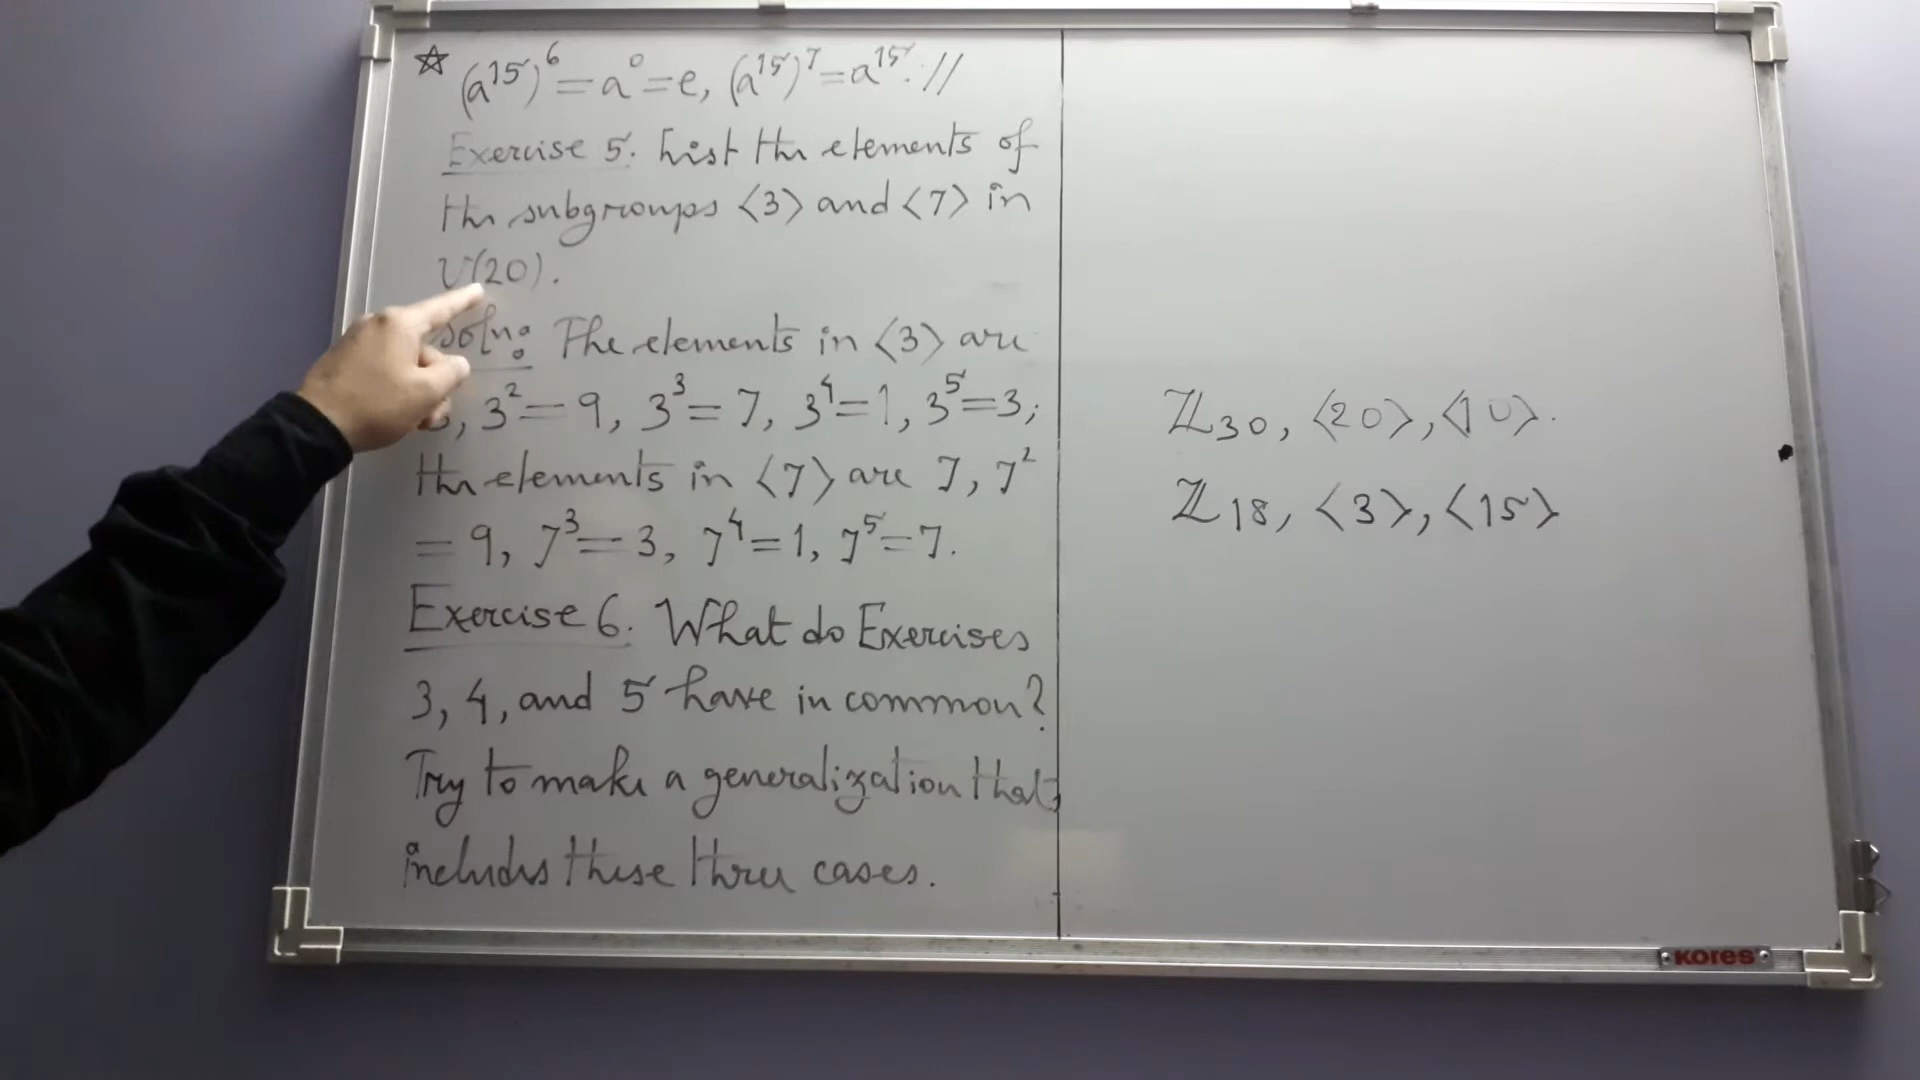 ☆ (a¹⁵)⁶ = a⁰ = e, (a¹⁵)⁷ = a¹⁵. //
Exercise 5. List the elements of
the subgroups ⟨3⟩ and ⟨7⟩ in
U(20).
Soln: The elements in ⟨3⟩ are
3, 3² = 9, 3³ = 7, 3⁴ = 1, 3⁵ = 3;
the elements in ⟨7⟩ are 7, 7²
= 9, 7³ = 3, 7⁴ = 1, 7⁵ = 7.
Exercise 6. What do Exercises
3, 4, and 5 have in common?
Try to make a generalization that
includes these three cases.
ℤ₃₀, ⟨20⟩, ⟨10⟩.
ℤ₁₈, ⟨3⟩, ⟨15⟩
KORES